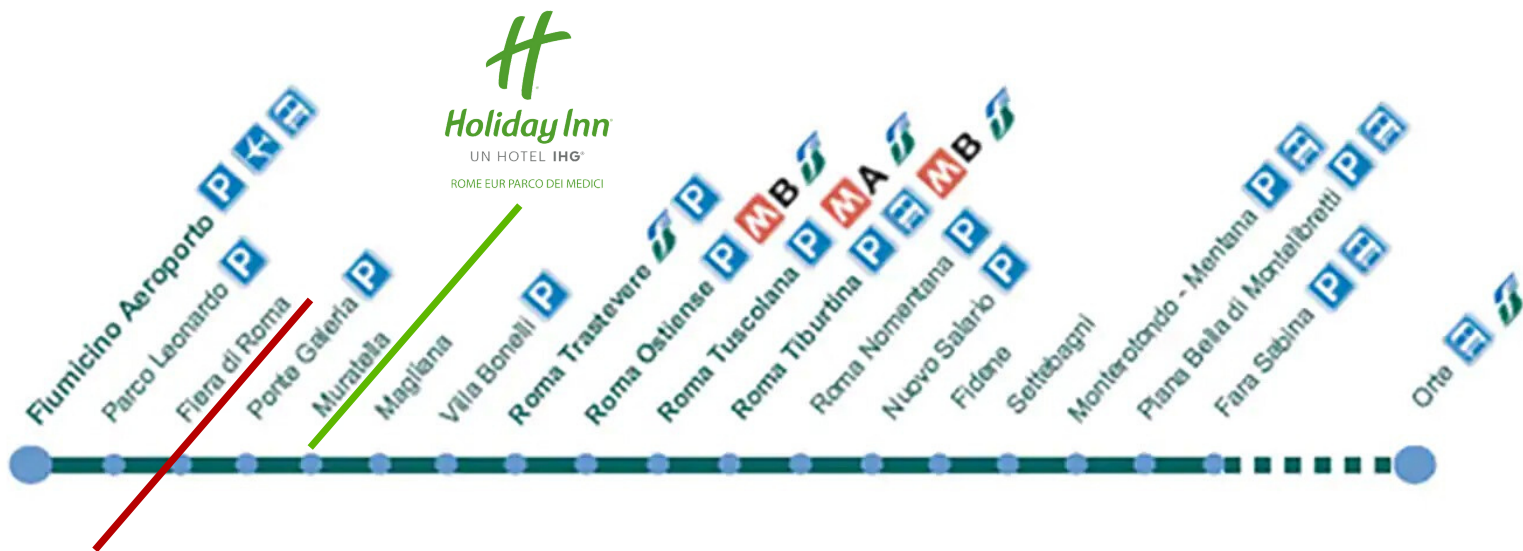 H
Holiday Inn
UN HOTEL IHG®
ROME EUR PARCO DEI MEDICI
Fiumicino Aeroporto P
Parco Leonardo P
Fiera di Roma
Ponte Galeria P
Muratella
Magliana
Villa Bonelli P
Roma Trastevere P
Roma Ostiense P M B
Roma Tuscolana P M A
Roma Tiburtina P M B
Roma Nomentana P
Nuovo Salario P
Fidene
Settebagni
Monterotondo - Mentana P
Piana Bella di Montelibretti P
Fara Sabina P
Orte